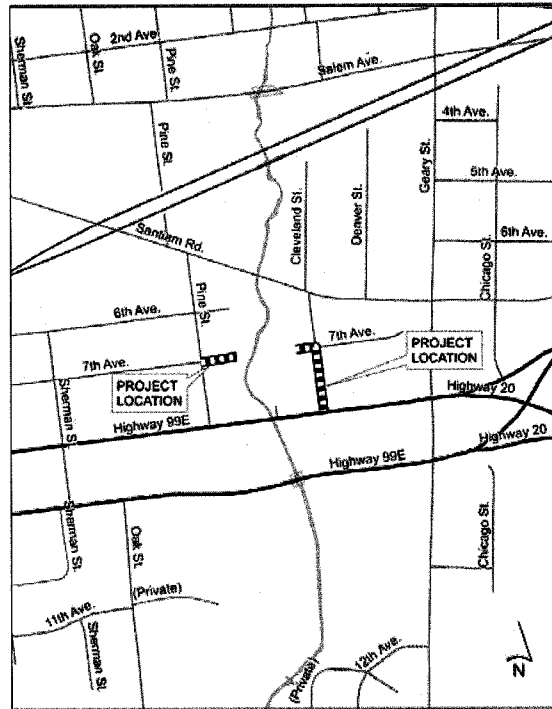 2nd Ave.
Oak St.
Sherman St.
Pine St.
Salem Ave.
4th Ave.
Pine St.
Geary St.
5th Ave.
Cleveland St.
Denver St.
Santiam Rd.
Chicago St.
6th Ave.
6th Ave.
Pine St.
7th Ave.
7th Ave.
PROJECT
LOCATION
PROJECT
LOCATION
Highway 20
Sherman St.
Highway 99E
Highway 20
Highway 99E
Sherman St.
Oak St.
Chicago St.
11th Ave.
(Private)
Sherman St.
12th Ave.
(Private)
N